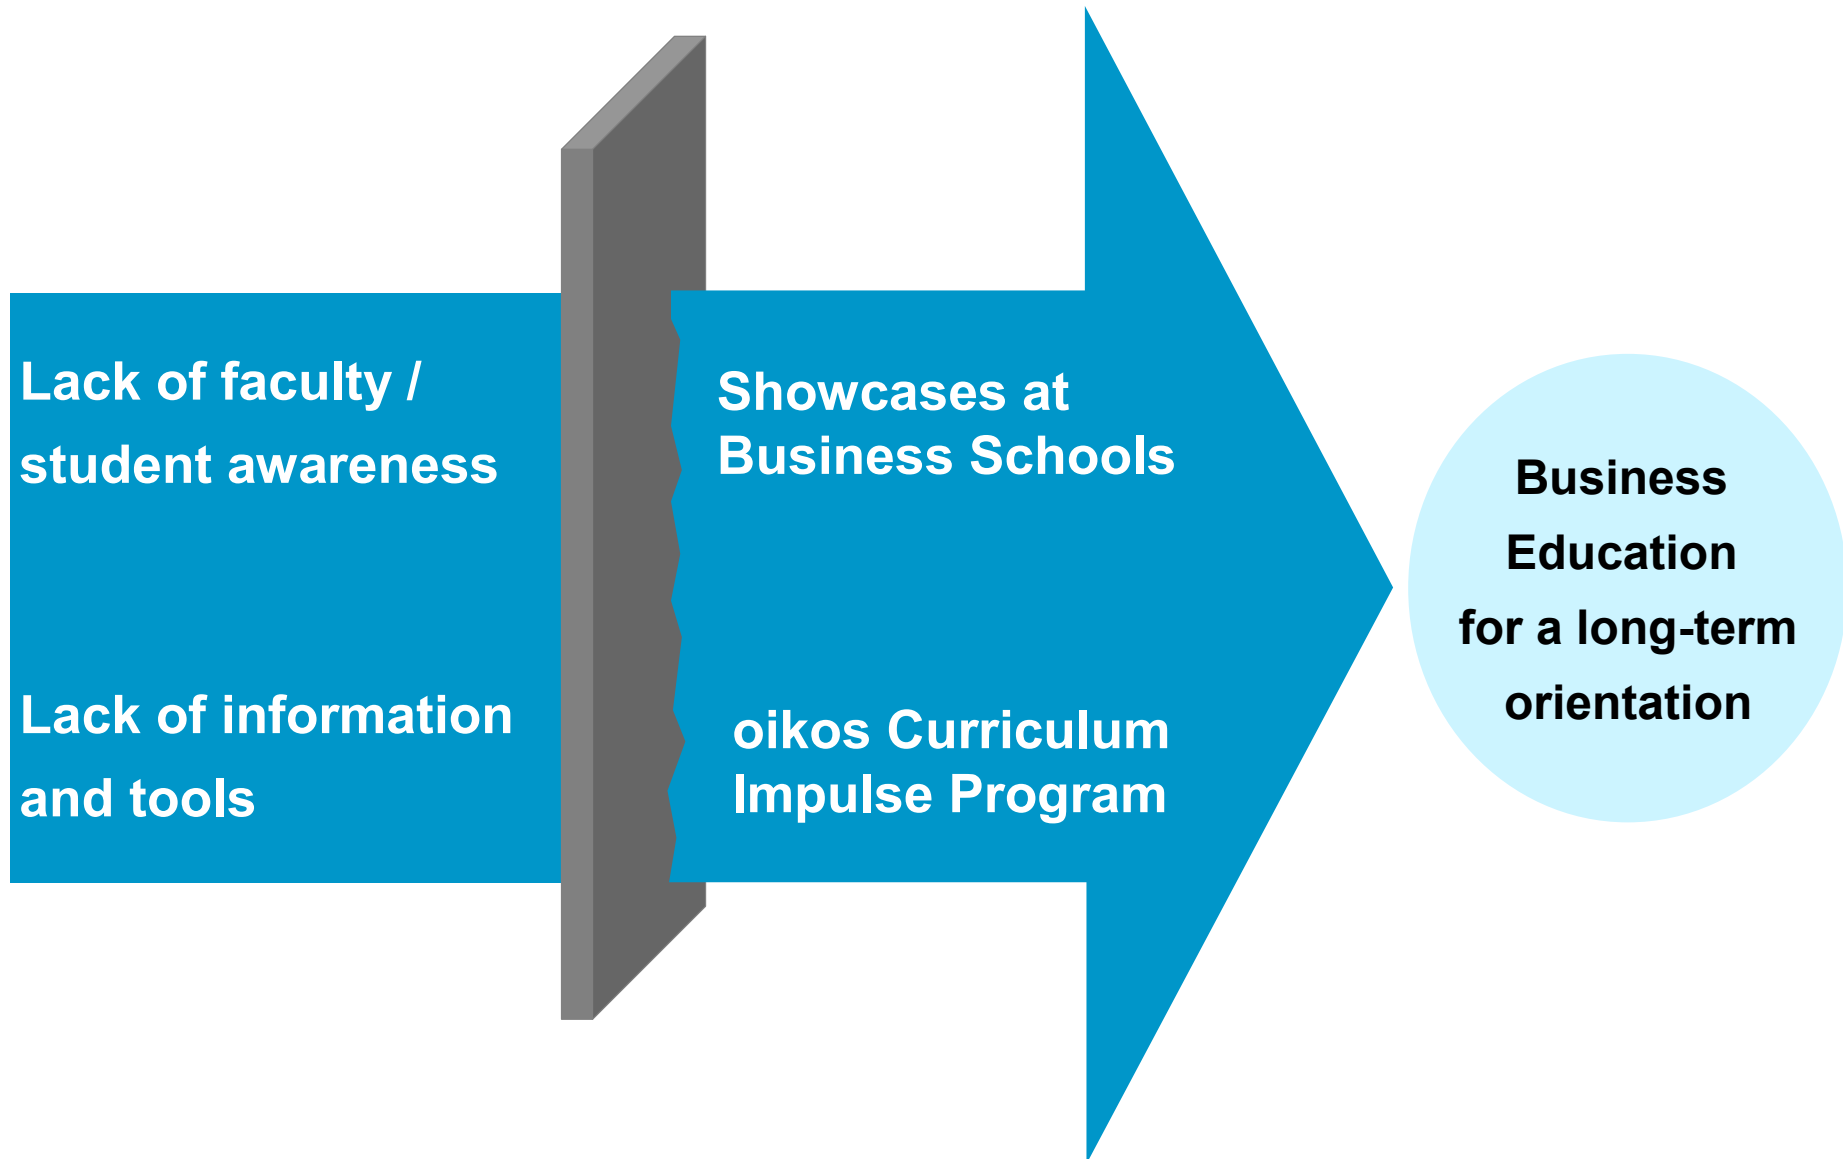 Lack of faculty /
student awareness
Lack of information
and tools
Showcases at
Business Schools
oikos Curriculum
Impulse Program
Business
Education
for a long-term
orientation